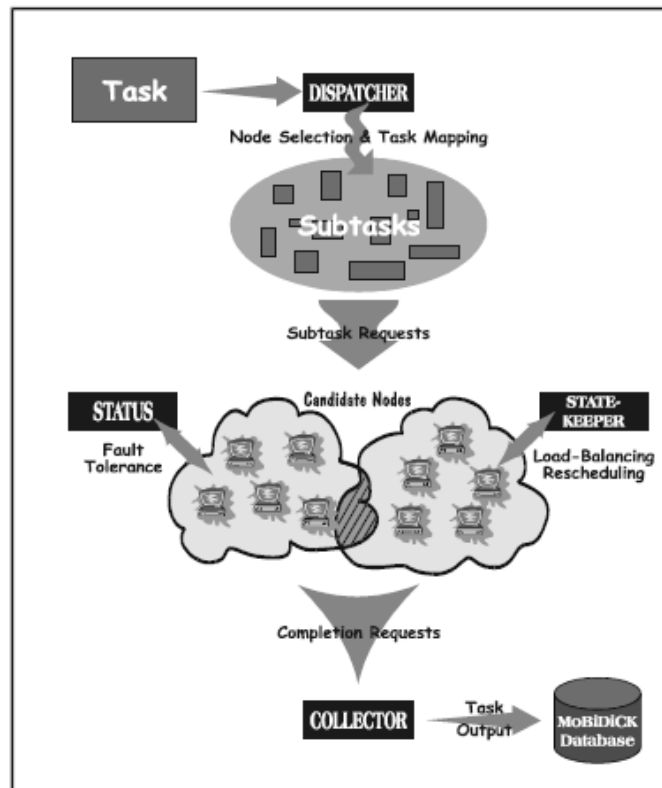 Task
DISPATCHER
Node Selection & Task Mapping
Subtasks
Subtask Requests
STATUS
Candidate Nodes
STATE-
KEEPER
Fault
Tolerance
Load-Balancing
Rescheduling
Completion Requests
COLLECTOR
Task
Output
MoBiDiCK
Database